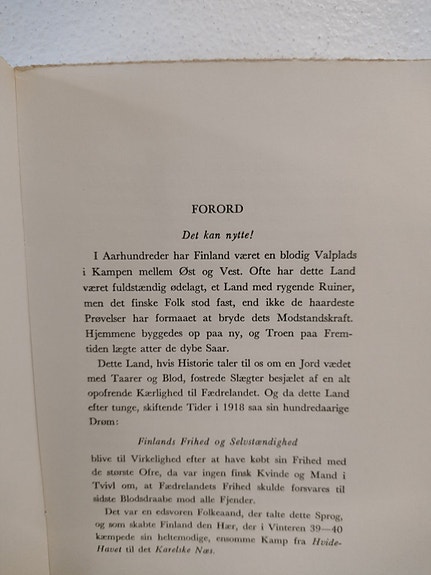 FORORD
Det kan nytte!
I Aarhundreder har Finland været en blodig Valplads
i Kampen mellem Øst og Vest. Ofte har dette Land
været fuldstændig ødelagt, et Land med rygende Ruiner,
men det finske Folk stod fast, end ikke de haardeste
Prøvelser har formaaet at bryde dets Modstandskraft.
Hjemmene byggedes op paa ny, og Troen paa Frem-
tiden lægte atter de dybe Saar.
Dette Land, hvis Historie taler til os om en Jord vædet
med Taarer og Blod, fostrede Slægter besjælet af en alt
opofrende Kærlighed til Fædrelandet. Og da dette Land
efter tunge, skiftende Tider i 1918 saa sin hundredaarige
Drøm:
Finlands Frihed og Selvstændighed
blive til Virkelighed efter at have købt sin Frihed med
de største Ofre, da var ingen finsk Kvinde og Mand i
Tvivl om, at Fædrelandets Frihed skulde forsvares til
sidste Blodsdraabe mod alle Fjender.
Det var en edsvoren Folkeaand, der talte dette Sprog,
og som skabte Finland den Hær, der i Vinteren 39—40
kæmpede sin heltemodige, ensomme Kamp fra Hvide-
Havet til det Karelske Næs.